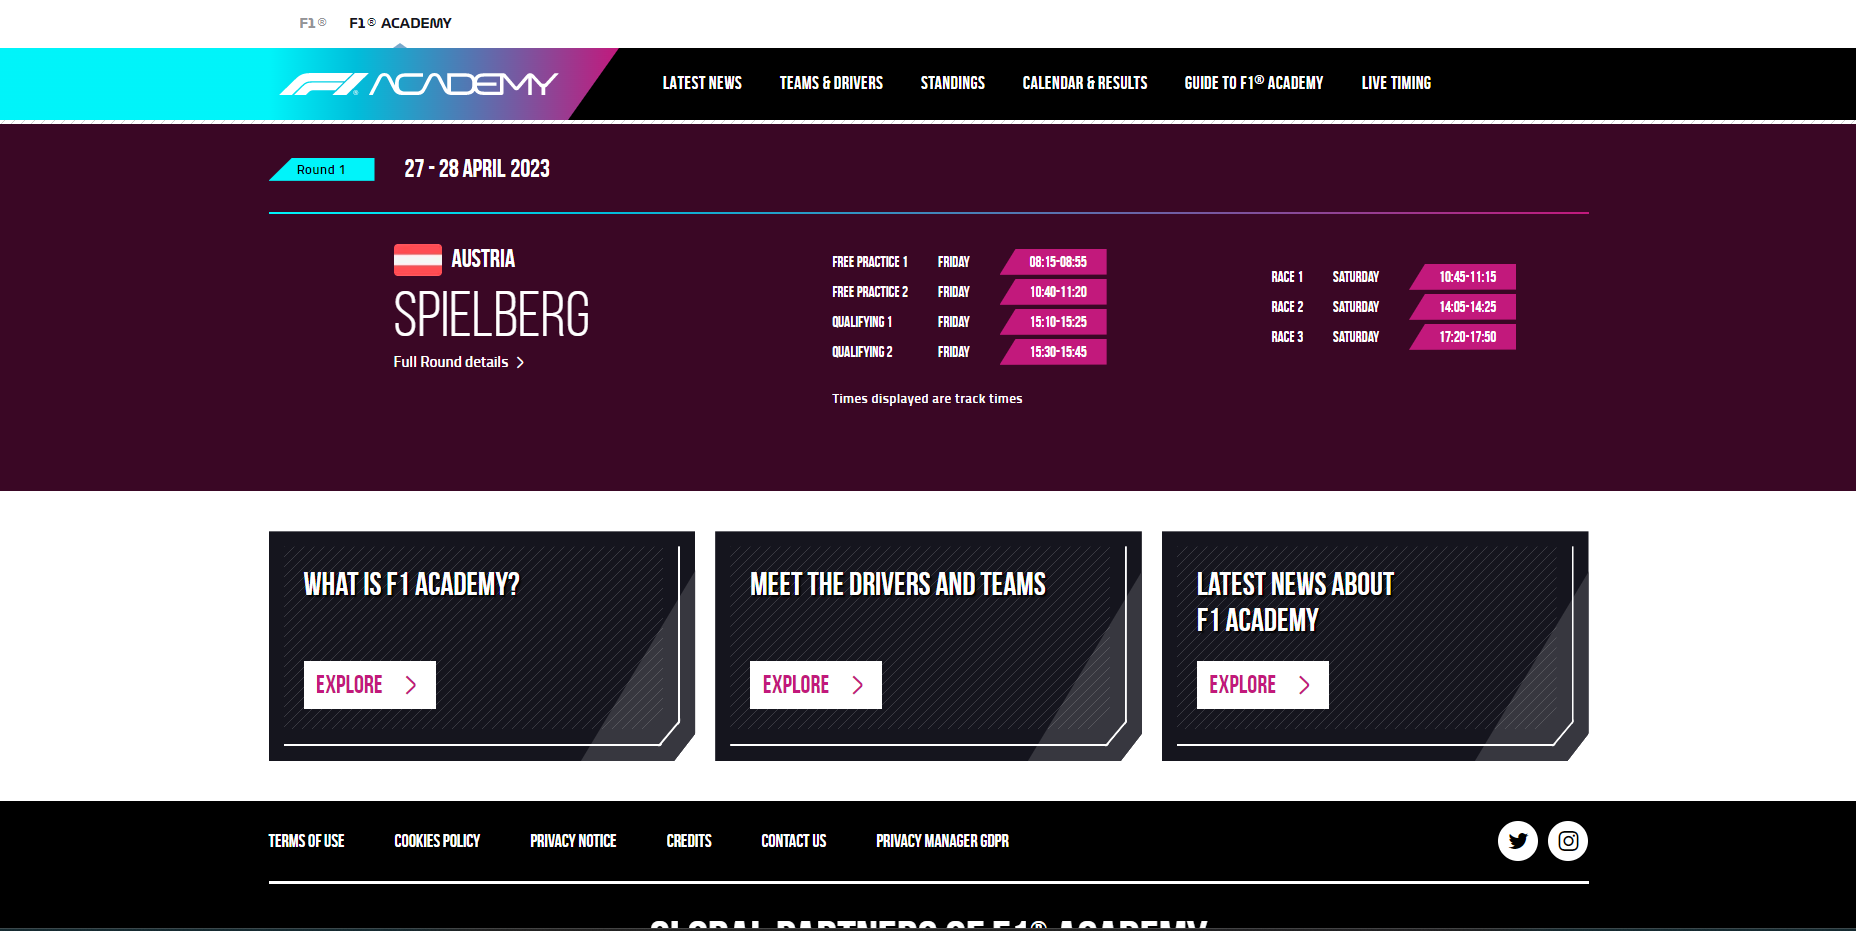 F1® F1® ACADEMY
F1® ACADEMY LATEST NEWS TEAMS & DRIVERS STANDINGS CALENDAR & RESULTS GUIDE TO F1® ACADEMY LIVE TIMING
Round 1 27 - 28 APRIL 2023
AUSTRIA
SPIELBERG
Full Round details
FREE PRACTICE 1 FRIDAY 08:15-08:55
FREE PRACTICE 2 FRIDAY 10:40-11:20
QUALIFYING 1 FRIDAY 15:10-15:25
QUALIFYING 2 FRIDAY 15:30-15:45
Times displayed are track times
RACE 1 SATURDAY 10:45-11:15
RACE 2 SATURDAY 14:05-14:25
RACE 3 SATURDAY 17:20-17:50
WHAT IS F1 ACADEMY?
EXPLORE
MEET THE DRIVERS AND TEAMS
EXPLORE
LATEST NEWS ABOUT
F1 ACADEMY
EXPLORE
TERMS OF USE COOKIES POLICY PRIVACY NOTICE CREDITS CONTACT US PRIVACY MANAGER GDPR
GLOBAL PARTNERS OF F1® ACADEMY